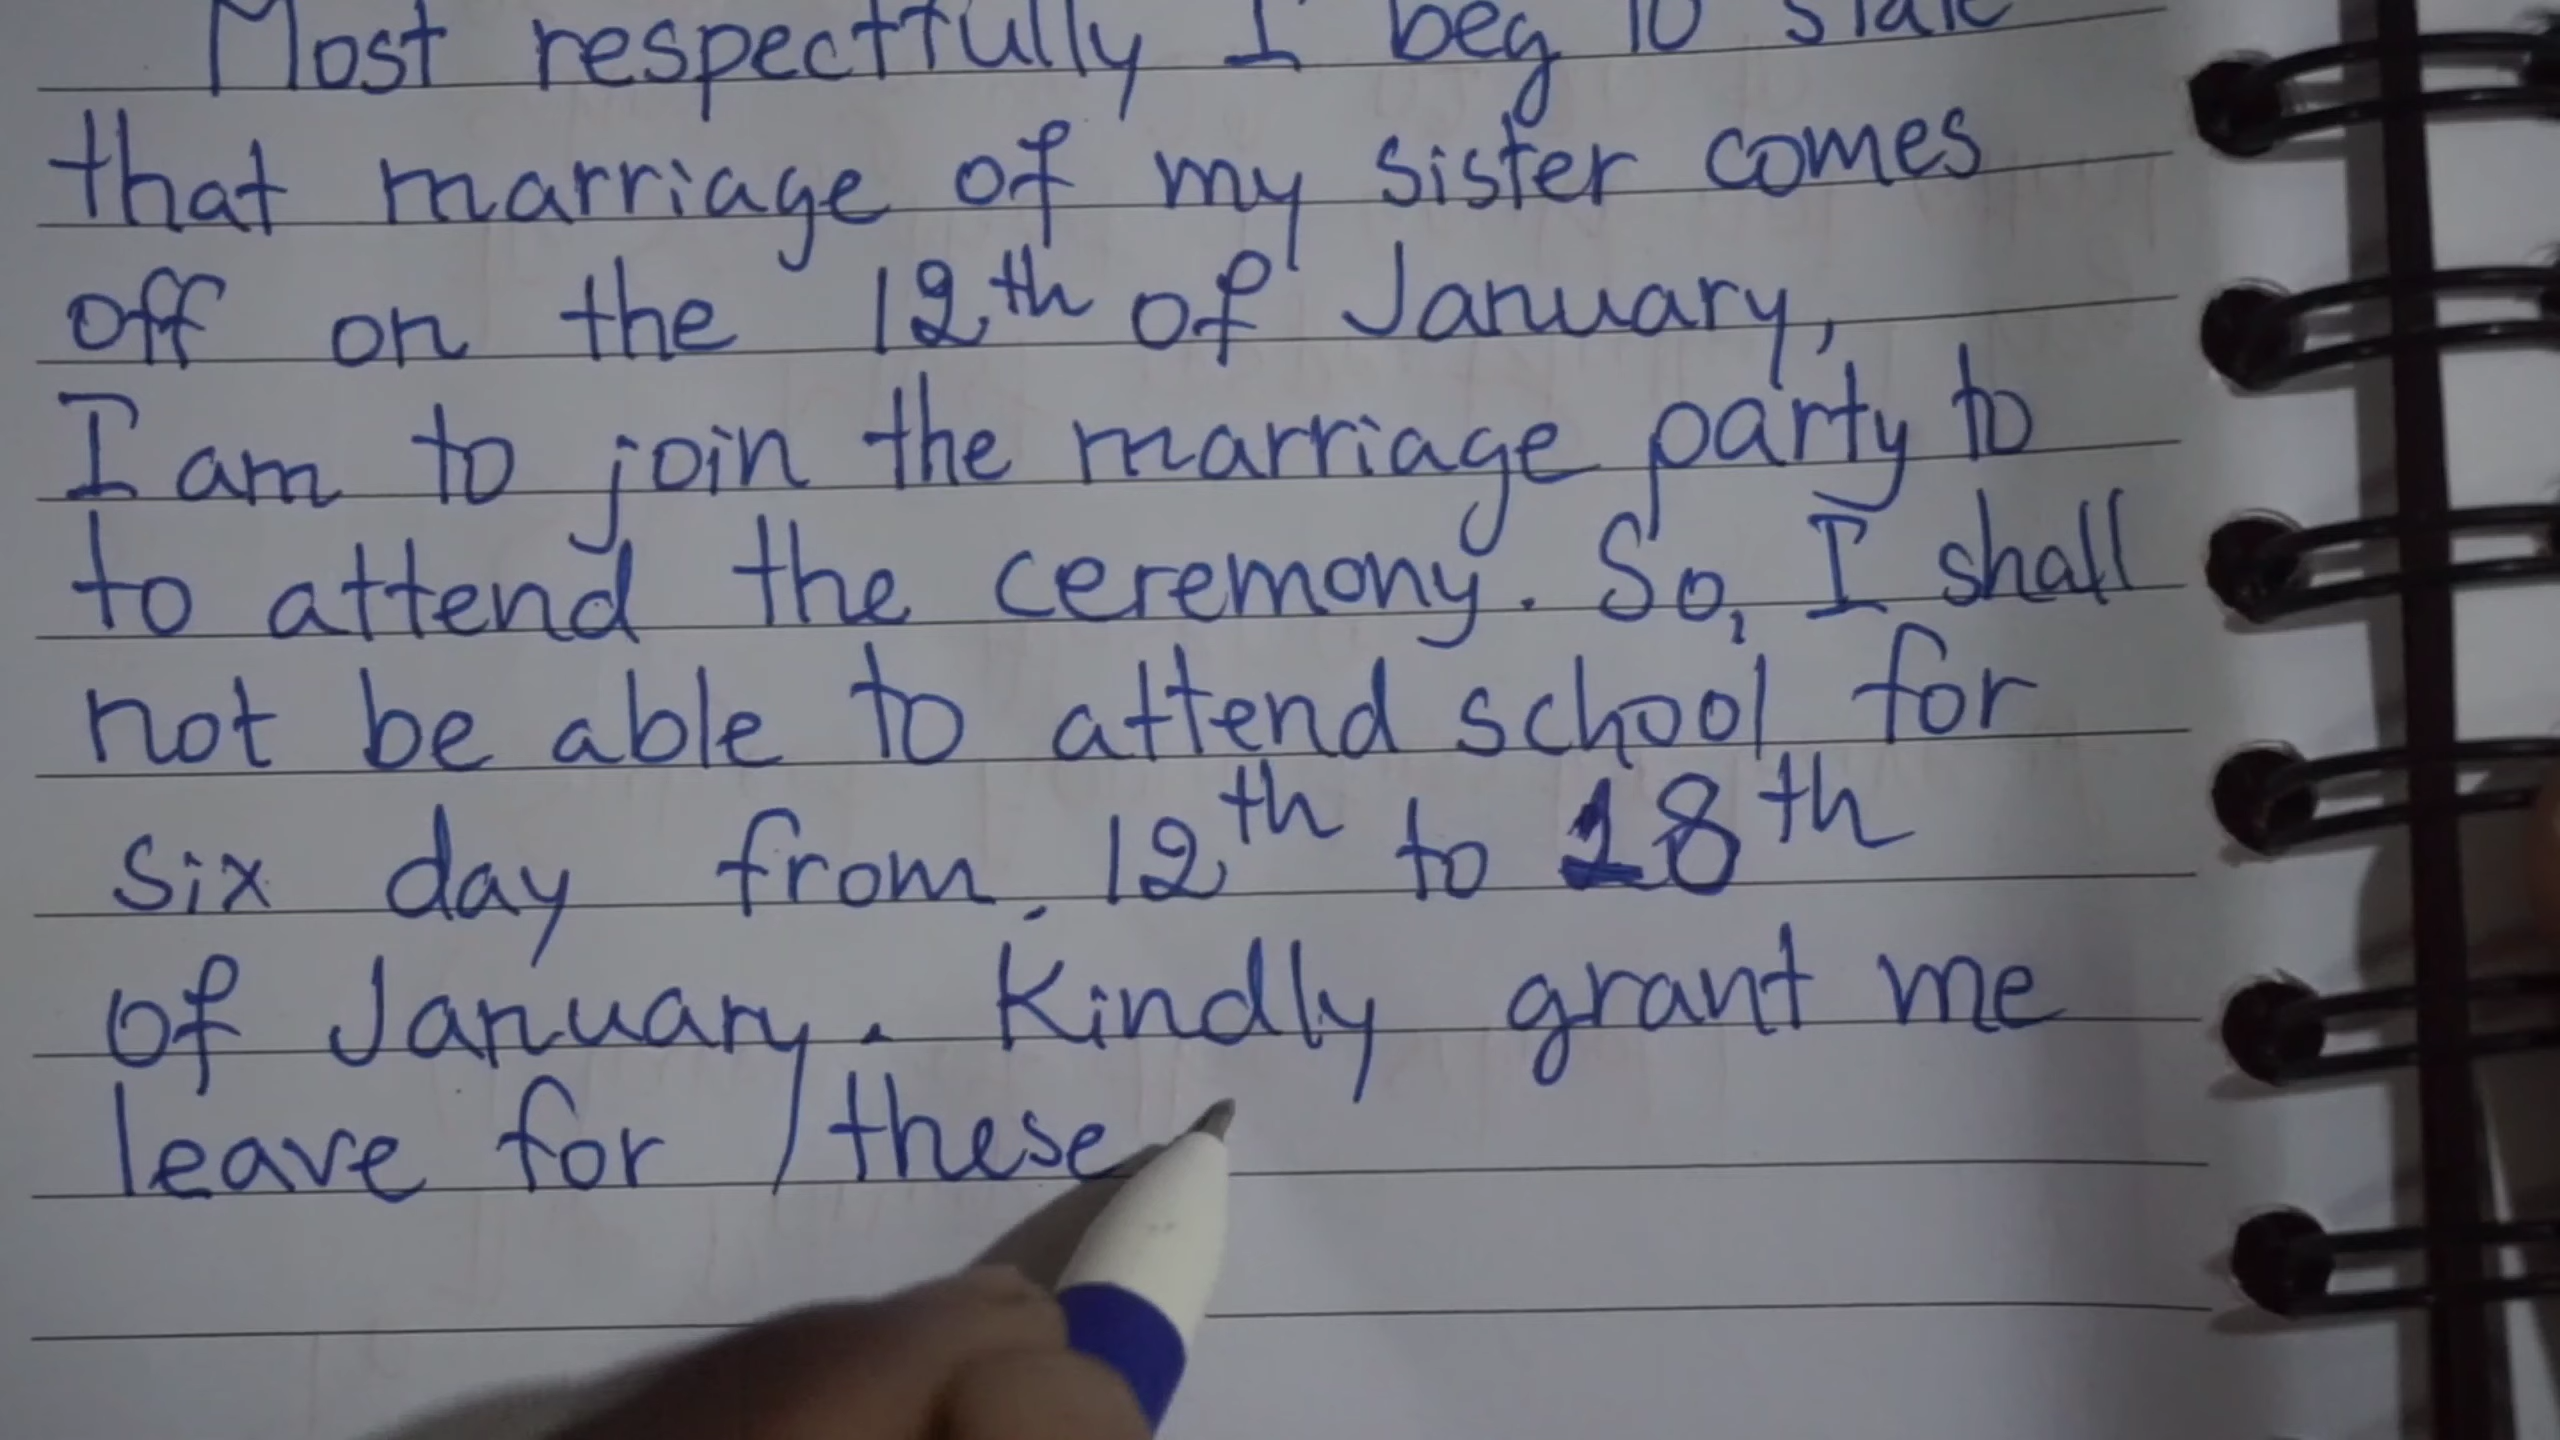 Most respectfully I beg to state
that marriage of my sister comes
off on the 12th of January,
I am to join the marriage party to
to attend the ceremony. So, I shall
not be able to attend school for
six day from. 12th to 18th
of January. Kindly grant me
leave for / these